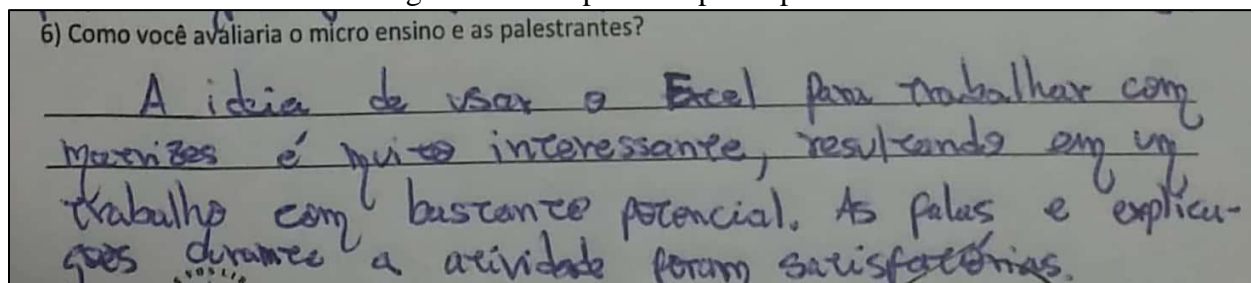 6) Como você avaliaria o micro ensino e as palestrantes?
A ideia de usar o Excel para trabalhar com
matrizes é muito interessante, resultando em um
trabalho com bastante potencial. As falas e explica-
ções durante a atividade foram satisfatórias.